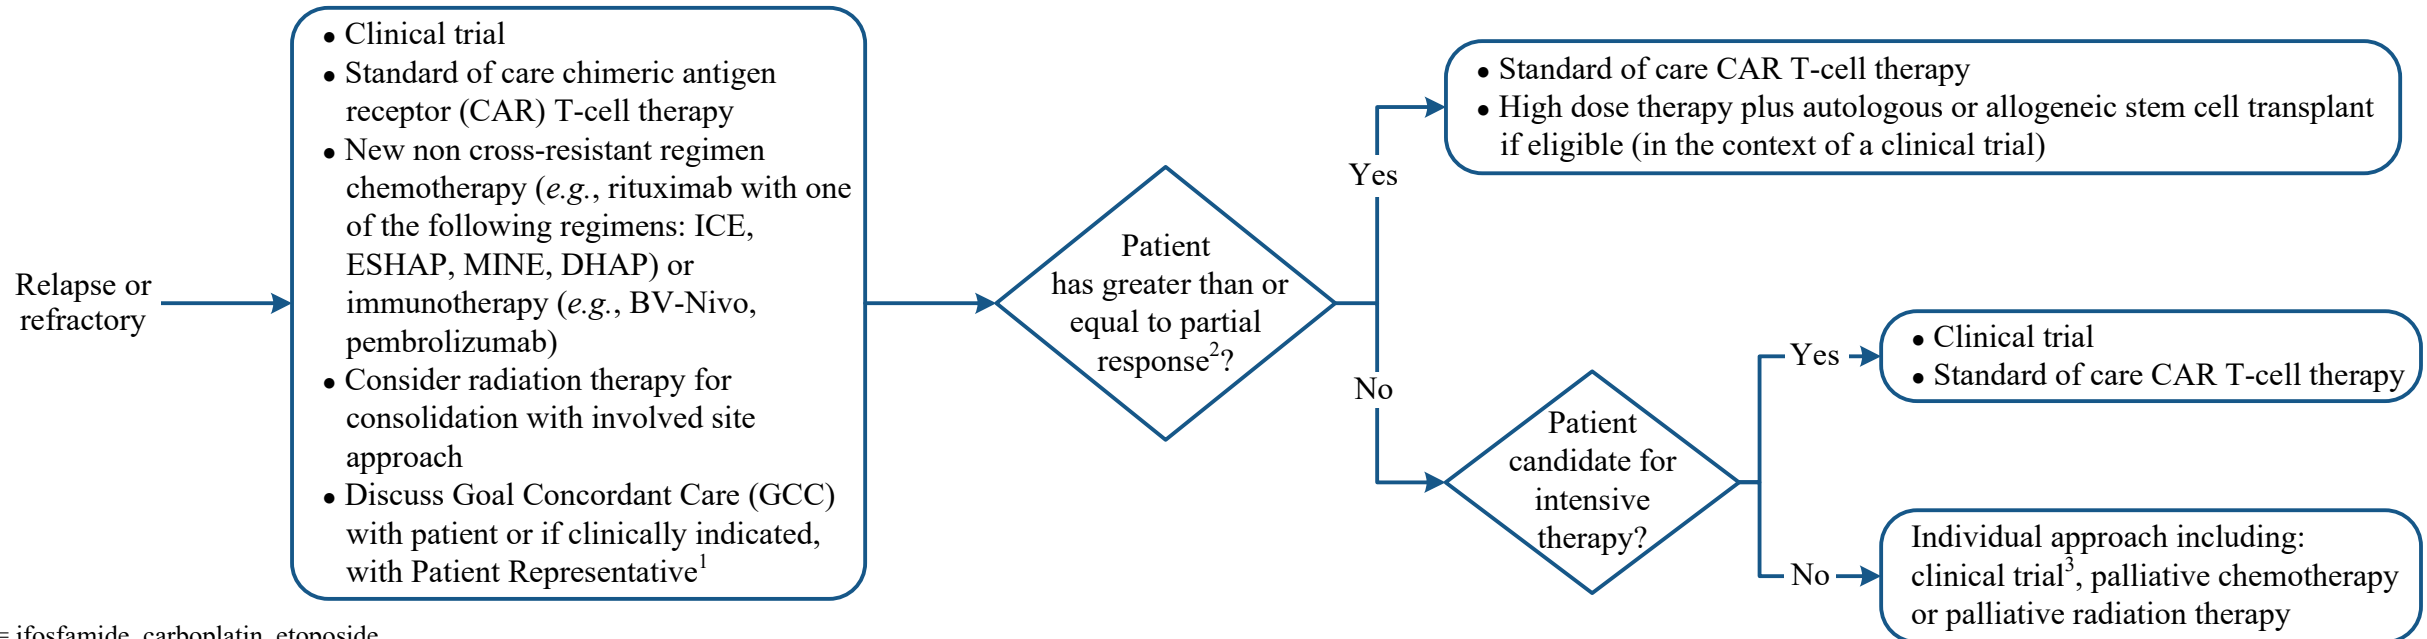 Relapse or
refractory
• Clinical trial
• Standard of care chimeric antigen
receptor (CAR) T-cell therapy
• New non cross-resistant regimen
chemotherapy (e.g., rituximab with one
of the following regimens: ICE,
ESHAP, MINE, DHAP) or
immunotherapy (e.g., BV-Nivo,
pembrolizumab)
• Consider radiation therapy for
consolidation with involved site
approach
• Discuss Goal Concordant Care (GCC)
with patient or if clinically indicated,
with Patient Representative1
Patient
has greater than or
equal to partial
response2?
Yes
• Standard of care CAR T-cell therapy
• High dose therapy plus autologous or allogeneic stem cell transplant
if eligible (in the context of a clinical trial)
No
Patient
candidate for
intensive
therapy?
Yes
• Clinical trial
• Standard of care CAR T-cell therapy
No
Individual approach including:
clinical trial3, palliative chemotherapy
or palliative radiation therapy
= ifosfamide, carboplatin, etoposide